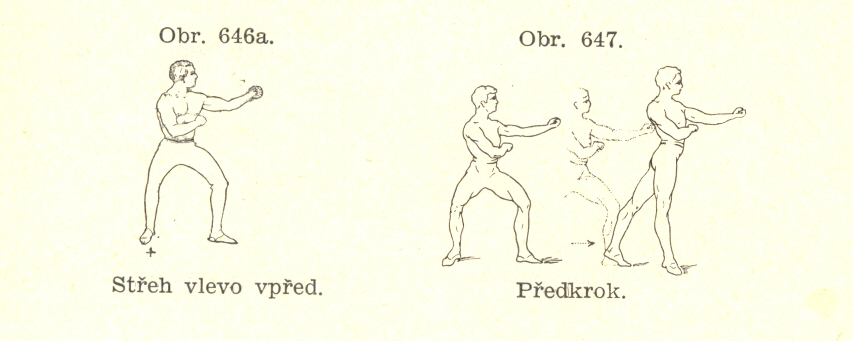 Obr. 646a.
Střeh vlevo vpřed.
Obr. 647.
Předkrok.